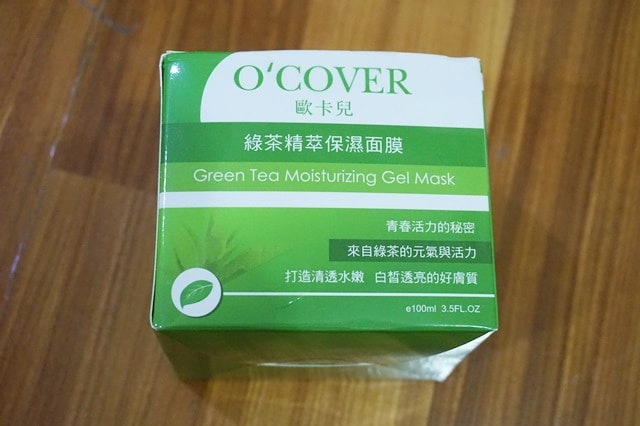 O'COVER
歐卡兒
綠茶精萃保濕面膜
Green Tea Moisturizing Gel Mask
青春活力的秘密
來自綠茶的元氣與活力
打造清透水嫩 白皙透亮的好膚質
e100ml 3.5FL.OZ